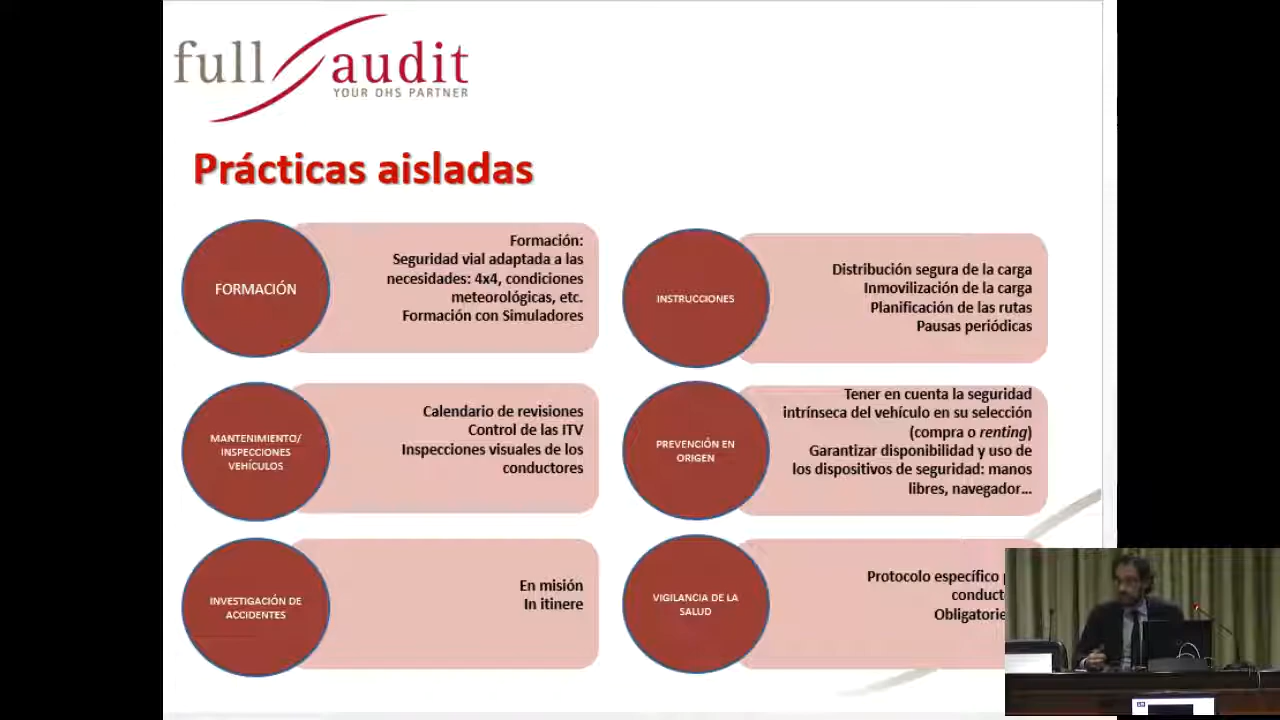 full audit
YOUR OHS PARTNER
Prácticas aisladas
FORMACIÓN
Formación:
Seguridad vial adaptada a las
necesidades: 4x4, condiciones
meteorológicas, etc.
Formación con Simuladores
INSTRUCCIONES
Distribución segura de la carga
Inmovilización de la carga
Planificación de las rutas
Pausas periódicas
MANTENIMIENTO/
INSPECCIONES
VEHÍCULOS
Calendario de revisiones
Control de las ITV
Inspecciones visuales de los
conductores
PREVENCIÓN EN
ORIGEN
Tener en cuenta la seguridad
intrínseca del vehículo en su selección
(compra o renting)
Garantizar disponibilidad y uso de
los dispositivos de seguridad: manos
libres, navegador...
INVESTIGACIÓN DE
ACCIDENTES
En misión
In itinere
VIGILANCIA DE LA
SALUD
Protocolo específico